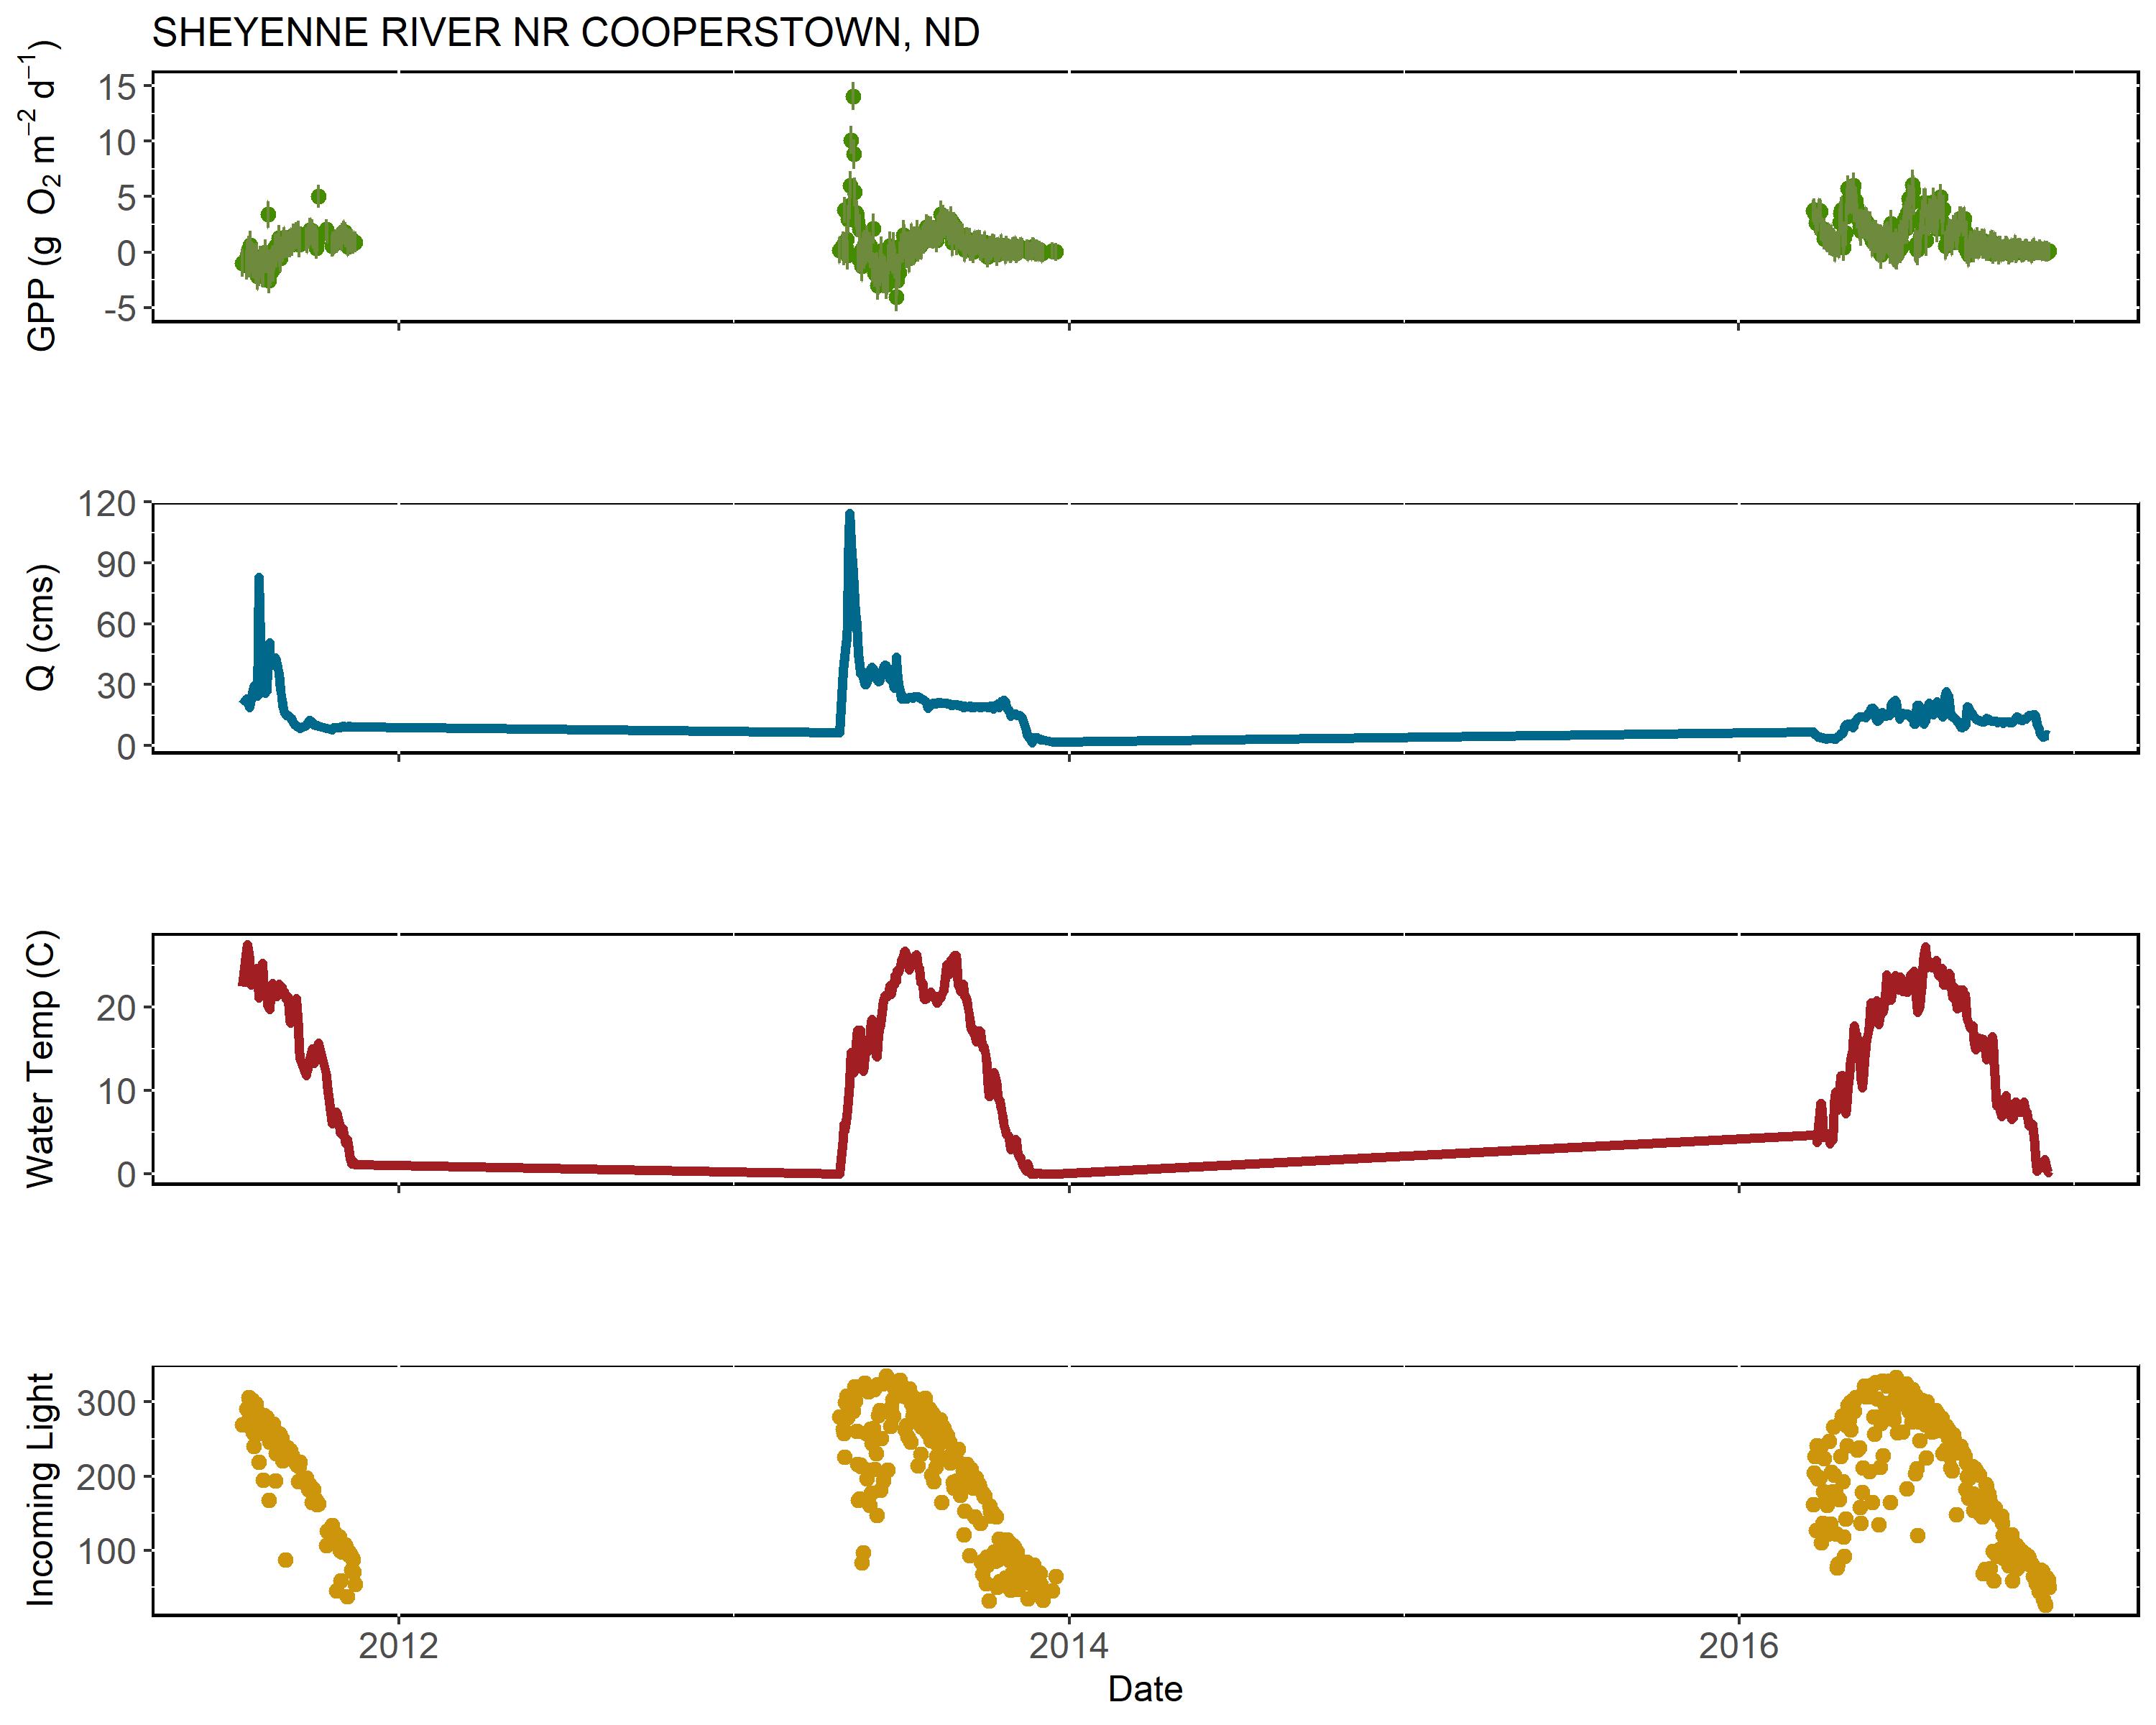 SHEYENNE RIVER NR COOPERSTOWN, ND
GPP (g O₂ m⁻² d⁻¹)
15
10
5
0
-5
Q (cms)
120
90
60
30
0
Water Temp (C)
20
10
0
Incoming Light
300
200
100
2012 2014 2016
Date